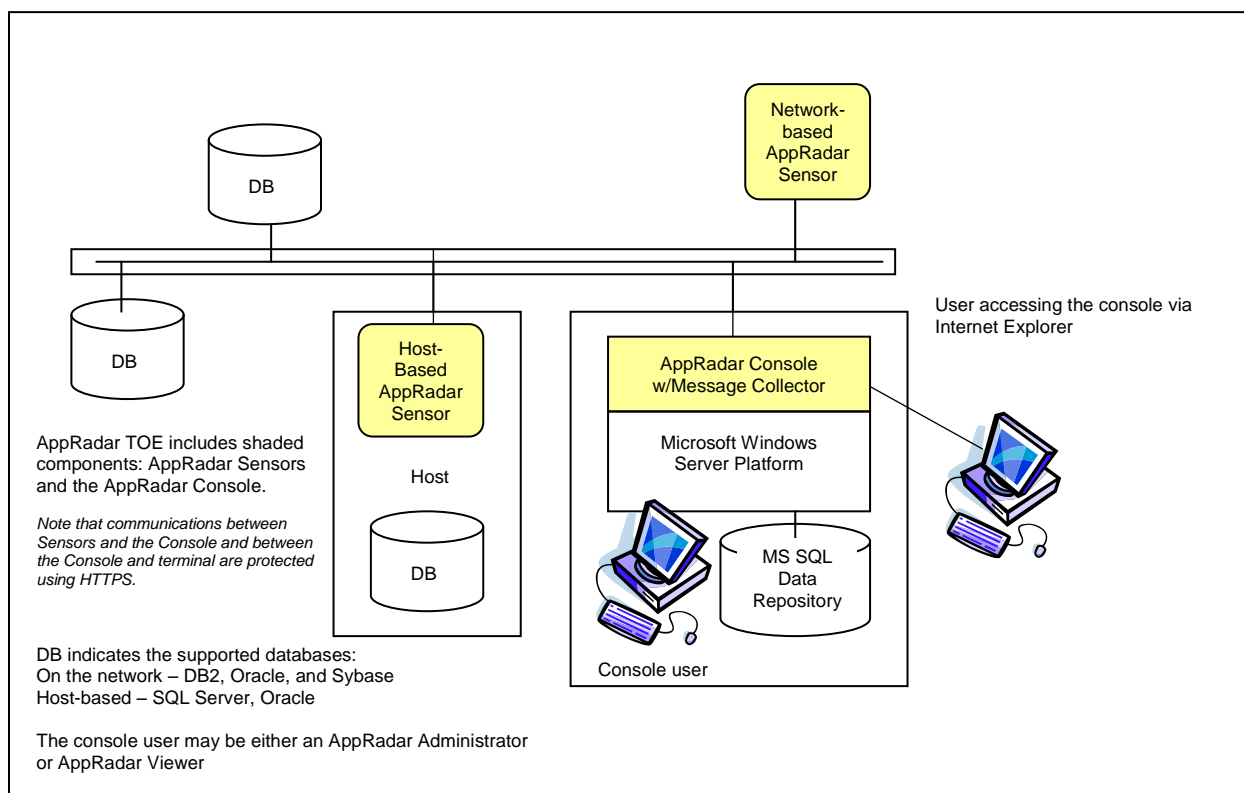 Network-
based
AppRadar
Sensor
DB
DB
Host-
Based
AppRadar
Sensor
Host
DB
AppRadar Console
w/Message Collector
Microsoft Windows
Server Platform
MS SQL
Data
Repository
Console user
User accessing the console via
Internet Explorer
AppRadar TOE includes shaded
components: AppRadar Sensors
and the AppRadar Console.
Note that communications between
Sensors and the Console and between
the Console and terminal are protected
using HTTPS.
DB indicates the supported databases:
On the network – DB2, Oracle, and Sybase
Host-based – SQL Server, Oracle
The console user may be either an AppRadar Administrator
or AppRadar Viewer